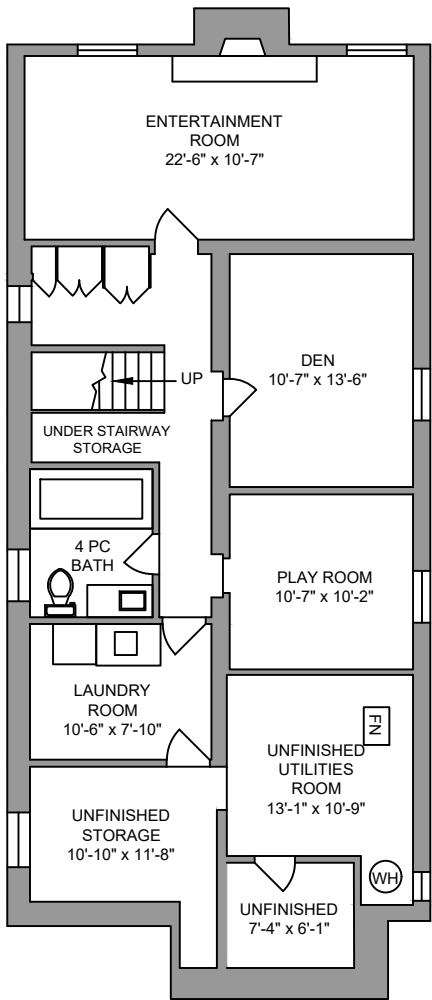 ENTERTAINMENT
ROOM
22'-6" x 10'-7"
DEN
10'-7" x 13'-6"
UP
UNDER STAIRWAY
STORAGE
4 PC
BATH
PLAY ROOM
10'-7" x 10'-2"
LAUNDRY
ROOM
10'-6" x 7'-10"
FN
UNFINISHED
UTILITIES
ROOM
13'-1" x 10'-9"
UNFINISHED
STORAGE
10'-10" x 11'-8"
WH
UNFINISHED
7'-4" x 6'-1"